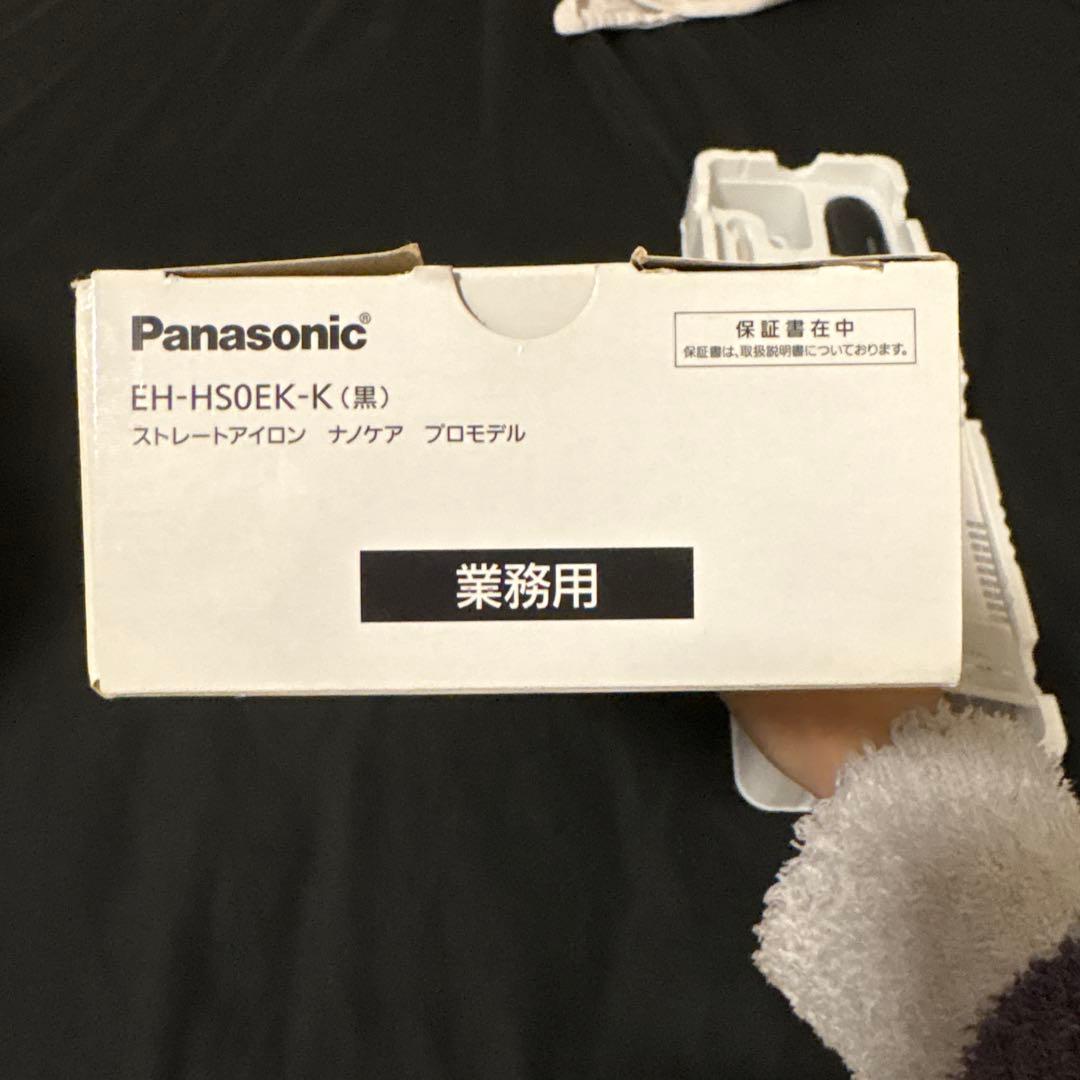 Panasonic®
EH-HS0EK-K(黒)
ストレートアイロン ナノケア プロモデル
保証書在中
保証書は、取扱説明書についております。
業務用